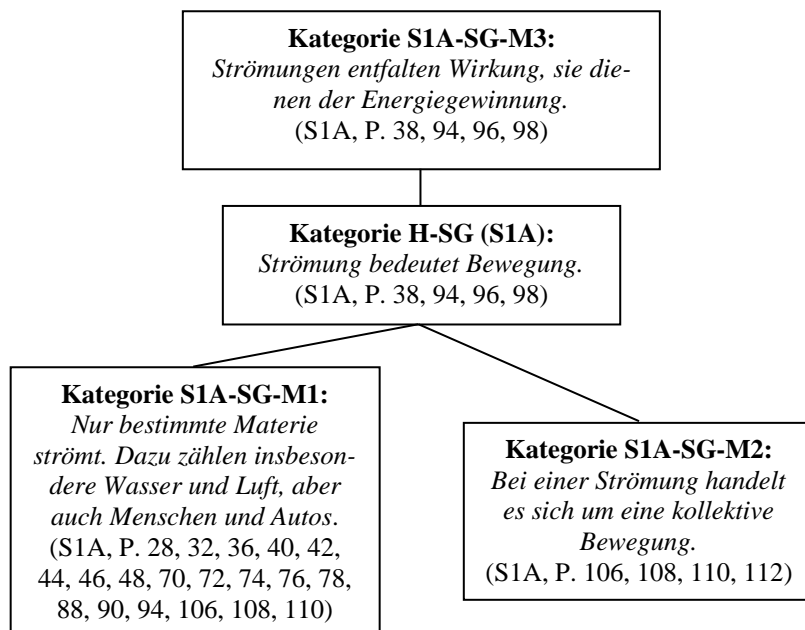 Kategorie S1A-SG-M3:
Strömungen entfalten Wirkung, sie die-
nen der Energiegewinnung.
(S1A, P. 38, 94, 96, 98)
Kategorie H-SG (S1A):
Strömung bedeutet Bewegung.
(S1A, P. 38, 94, 96, 98)
Kategorie S1A-SG-M1:
Nur bestimmte Materie
strömt. Dazu zählen insbeson-
dere Wasser und Luft, aber
auch Menschen und Autos.
(S1A, P. 28, 32, 36, 40, 42,
44, 46, 48, 70, 72, 74, 76, 78,
88, 90, 94, 106, 108, 110)
Kategorie S1A-SG-M2:
Bei einer Strömung handelt
es sich um eine kollektive
Bewegung.
(S1A, P. 106, 108, 110, 112)